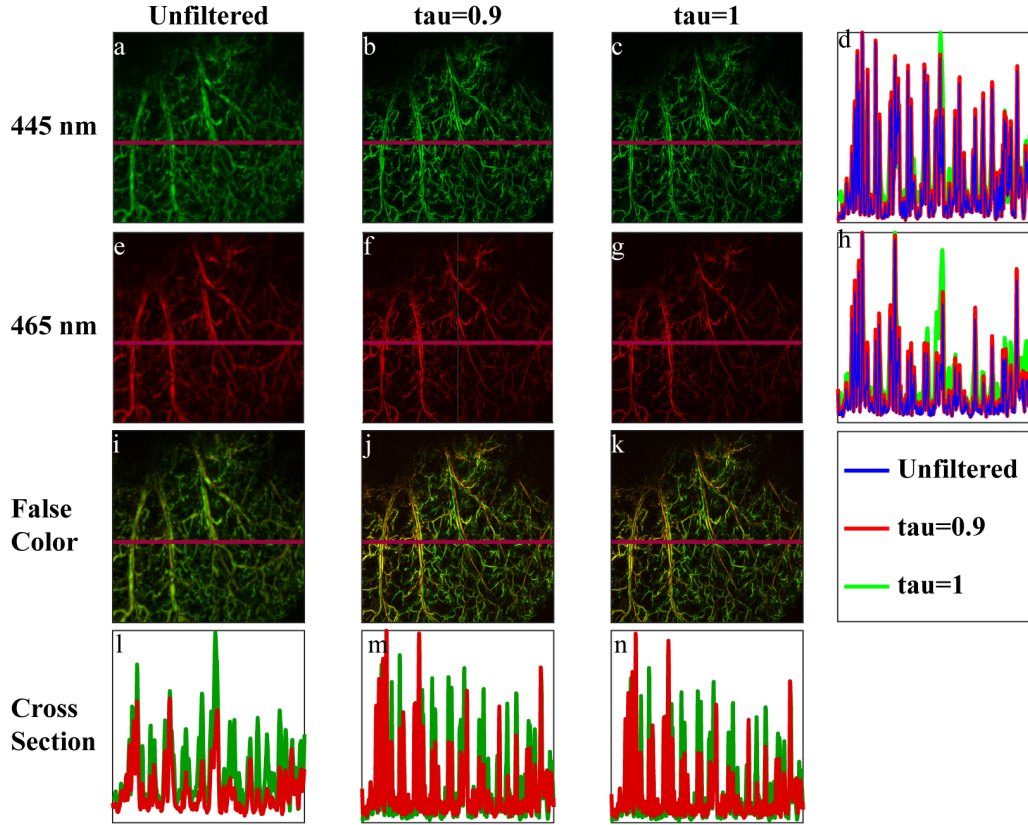 Unfiltered tau=0.9 tau=1
a b c d
445 nm
e f g h
465 nm
i j k
False
Color
Unfiltered
tau=0.9
tau=1
l m n
Cross
Section